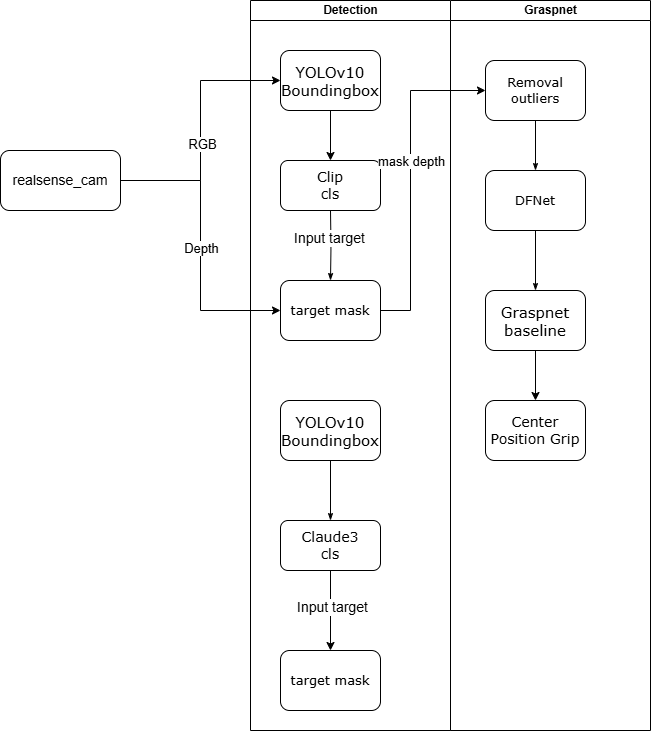 Detection
Graspnet
YOLOv10
Boundingbox
Removal
outliers
RGB
mask depth
realsense_cam
Clip
cls
DFNet
Input target
Depth
target mask
Graspnet
baseline
YOLOv10
Boundingbox
Center
Position Grip
Claude3
cls
Input target
target mask